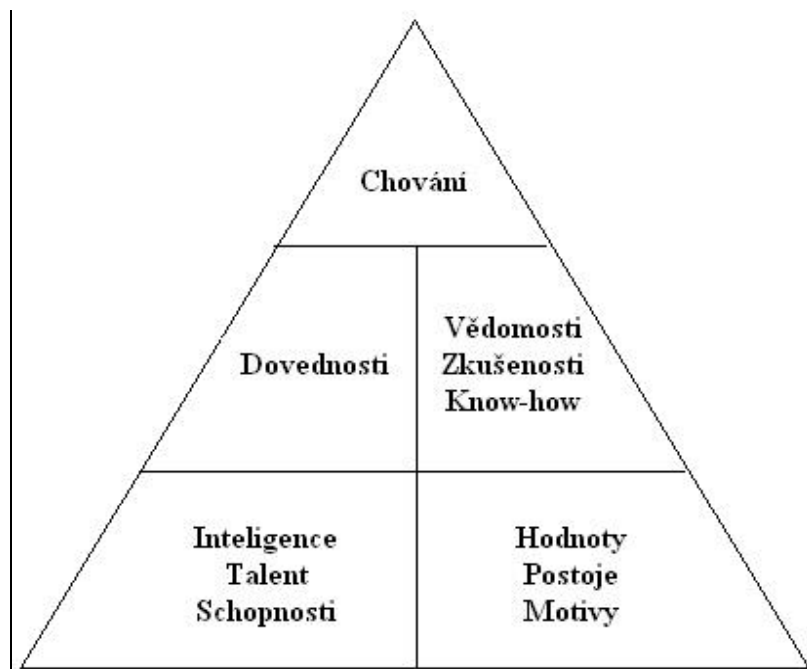 Chování
Dovednosti
Vědomosti
Zkušenosti
Know-how
Inteligence
Talent
Schopnosti
Hodnoty
Postoje
Motivy